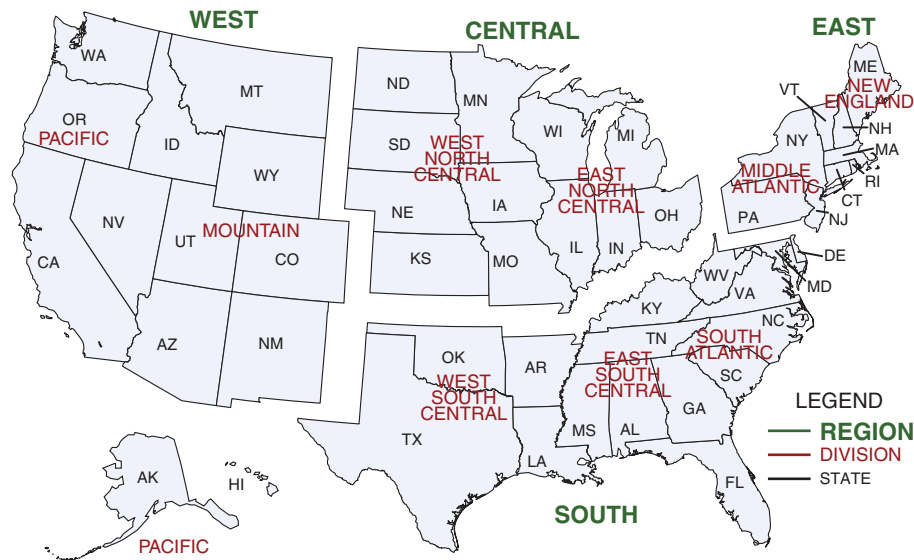 WEST
CENTRAL
EAST
WA
MT
OR
PACIFIC
ID
WY
NV
UT
MOUNTAIN
CO
CA
AZ
NM
AK
HI
PACIFIC
ND
MN
SD
WEST
NORTH
CENTRAL
NE
IA
KS
MO
WI
MI
EAST
NORTH
CENTRAL
IL
IN
OH
ME
NEW
ENGLAND
VT
NH
NY
MA
MIDDLE
ATLANTIC
RI
CT
PA
NJ
DE
MD
WV
VA
KY
NC
TN
SOUTH
ATLANTIC
SC
OK
AR
WEST
SOUTH
CENTRAL
EAST
SOUTH
CENTRAL
TX
LA
MS
AL
GA
FL
SOUTH
LEGEND
REGION
DIVISION
STATE